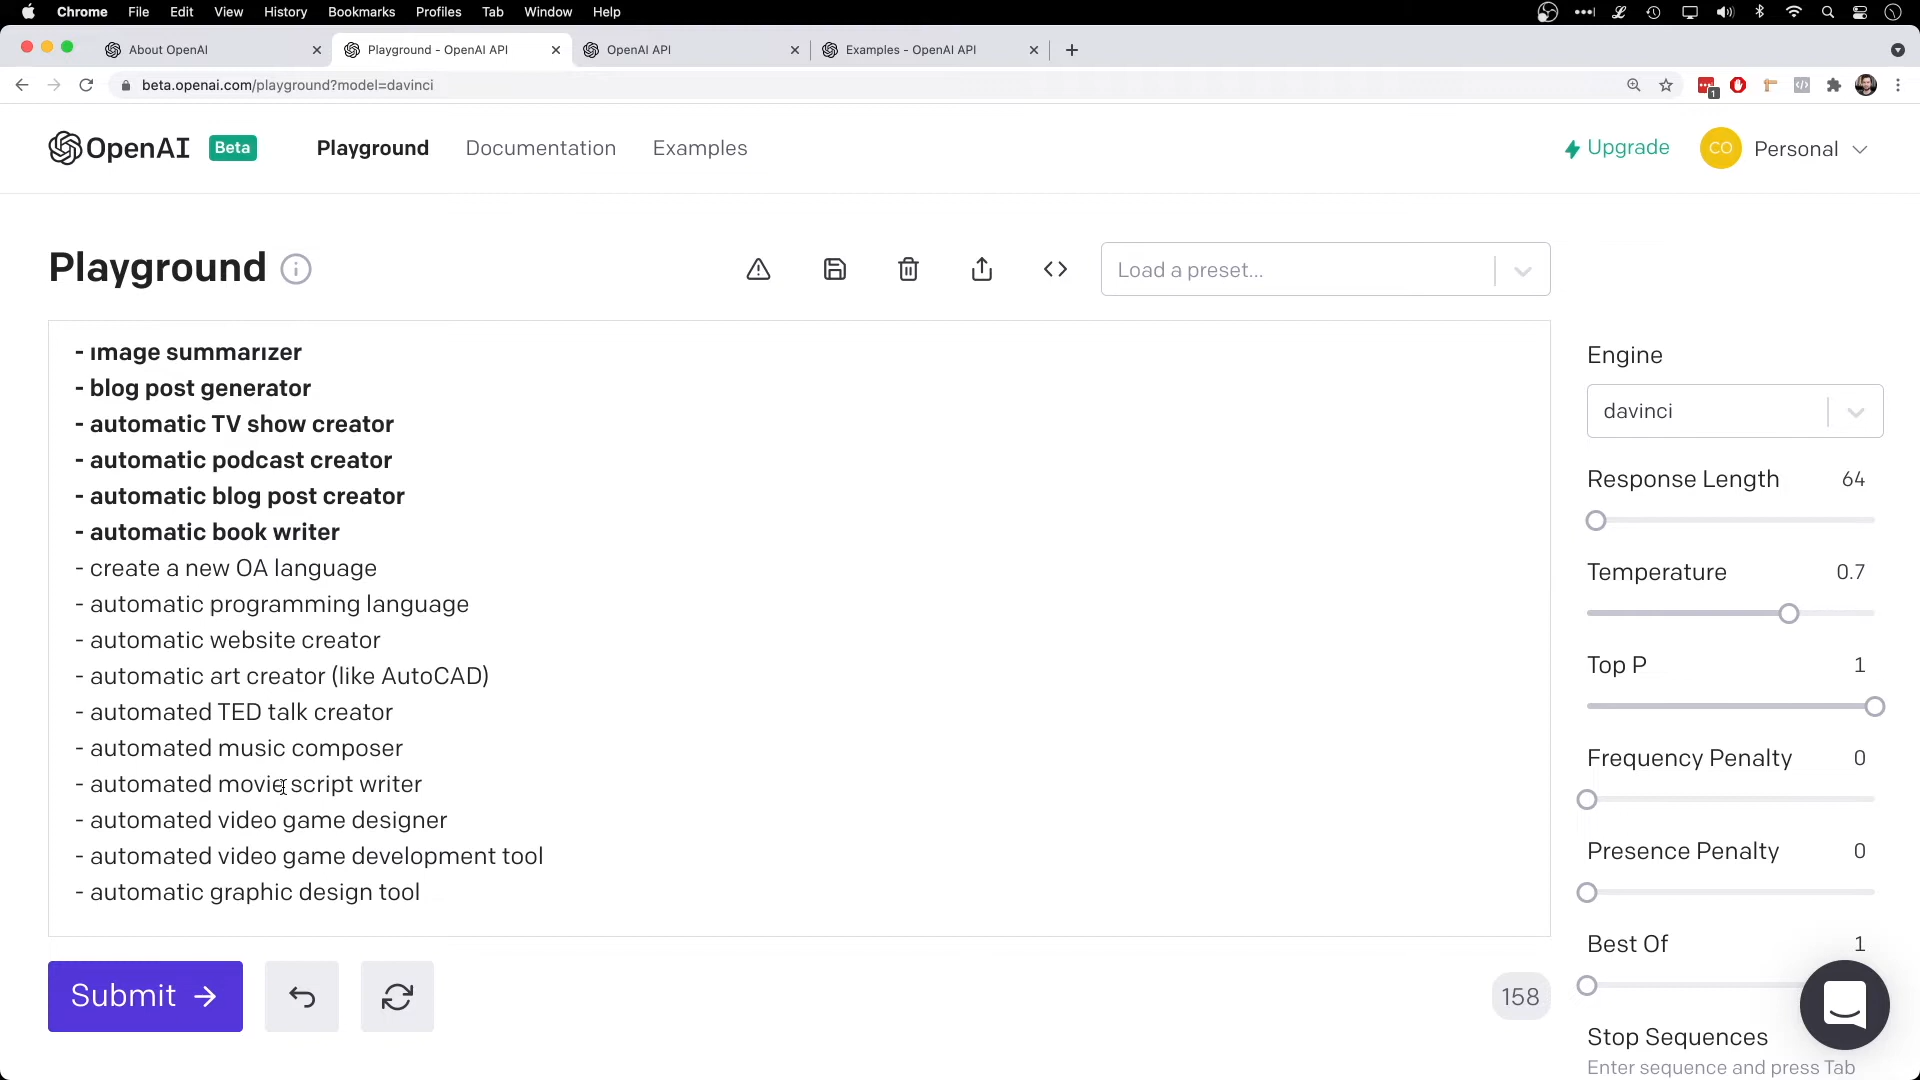 Chrome File Edit View History Bookmarks Profiles Tab Window Help
About OpenAI
Playground - OpenAI API
OpenAI API
Examples - OpenAI API
beta.openai.com/playground?model=davinci
1
OpenAI Beta Playground Documentation Examples
Upgrade CO Personal
Playground
Load a preset...
- image summarizer
- blog post generator
- automatic TV show creator
- automatic podcast creator
- automatic blog post creator
- automatic book writer
- create a new OA language
- automatic programming language
- automatic website creator
- automatic art creator (like AutoCAD)
- automated TED talk creator
- automated music composer
- automated movie script writer
- automated video game designer
- automated video game development tool
- automatic graphic design tool
Submit
158
Engine
davinci
Response Length 64
Temperature 0.7
Top P 1
Frequency Penalty 0
Presence Penalty 0
Best Of 1
Stop Sequences
Enter sequence and press Tab